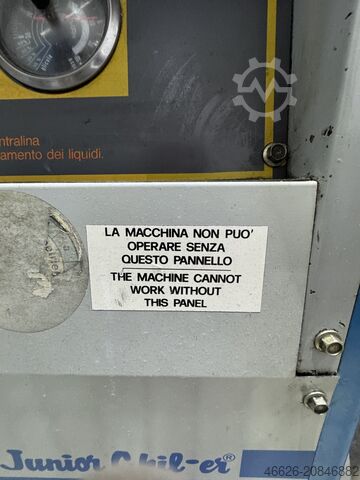 ntralina
amento dei liquidi.
LA MACCHINA NON PUO'
OPERARE SENZA
QUESTO PANNELLO
THE MACHINE CANNOT
WORK WITHOUT
THIS PANEL
Junior Chil-er®
46626-20846882